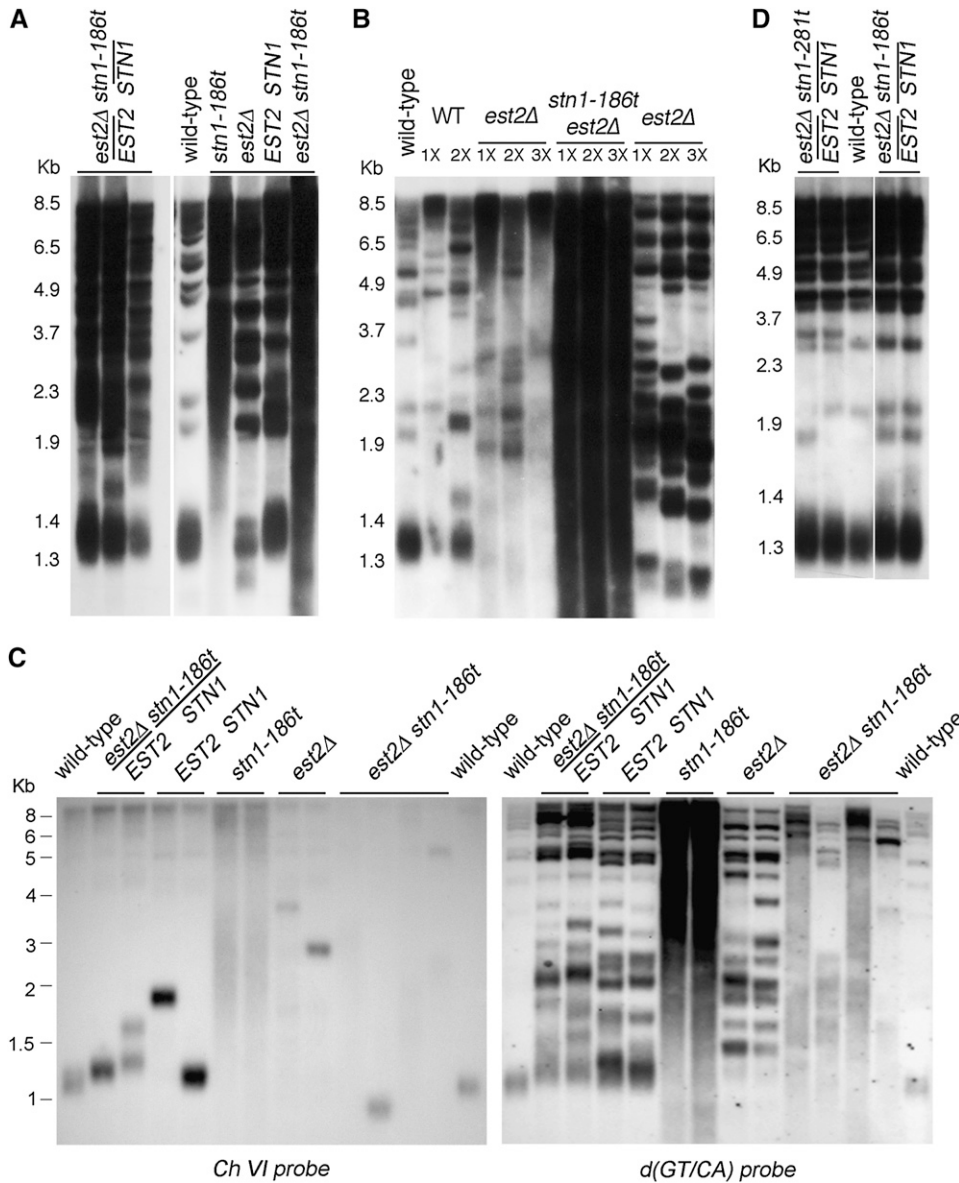 A
est2Δ stn1-186t
EST2 STN1
wild-type
stn1-186t
est2Δ
EST2 STN1
est2Δ stn1-186t
Kb
8.5
6.5
4.9
3.7
2.3
1.9
1.4
1.3
B
wild-type
WT
est2Δ
stn1-186t
est2Δ
est2Δ
1X 2X 1X 2X 3X 1X 2X 3X 1X 2X 3X
Kb
8.5
6.5
4.9
3.7
2.3
1.9
1.4
1.3
D
est2Δ stn1-281t
EST2 STN1
wild-type
est2Δ stn1-186t
EST2 STN1
Kb
8.5
6.5
4.9
3.7
2.3
1.9
1.4
1.3
C
wild-type
est2Δ stn1-186t
EST2 STN1
EST2 STN1
stn1-186t
est2Δ
est2Δ stn1-186t
wild-type
Kb
8
6
5
4
3
2
1.5
1
Ch VI probe
wild-type
est2Δ stn1-186t
EST2 STN1
EST2 STN1
stn1-186t
est2Δ
est2Δ stn1-186t
wild-type
d(GT/CA) probe